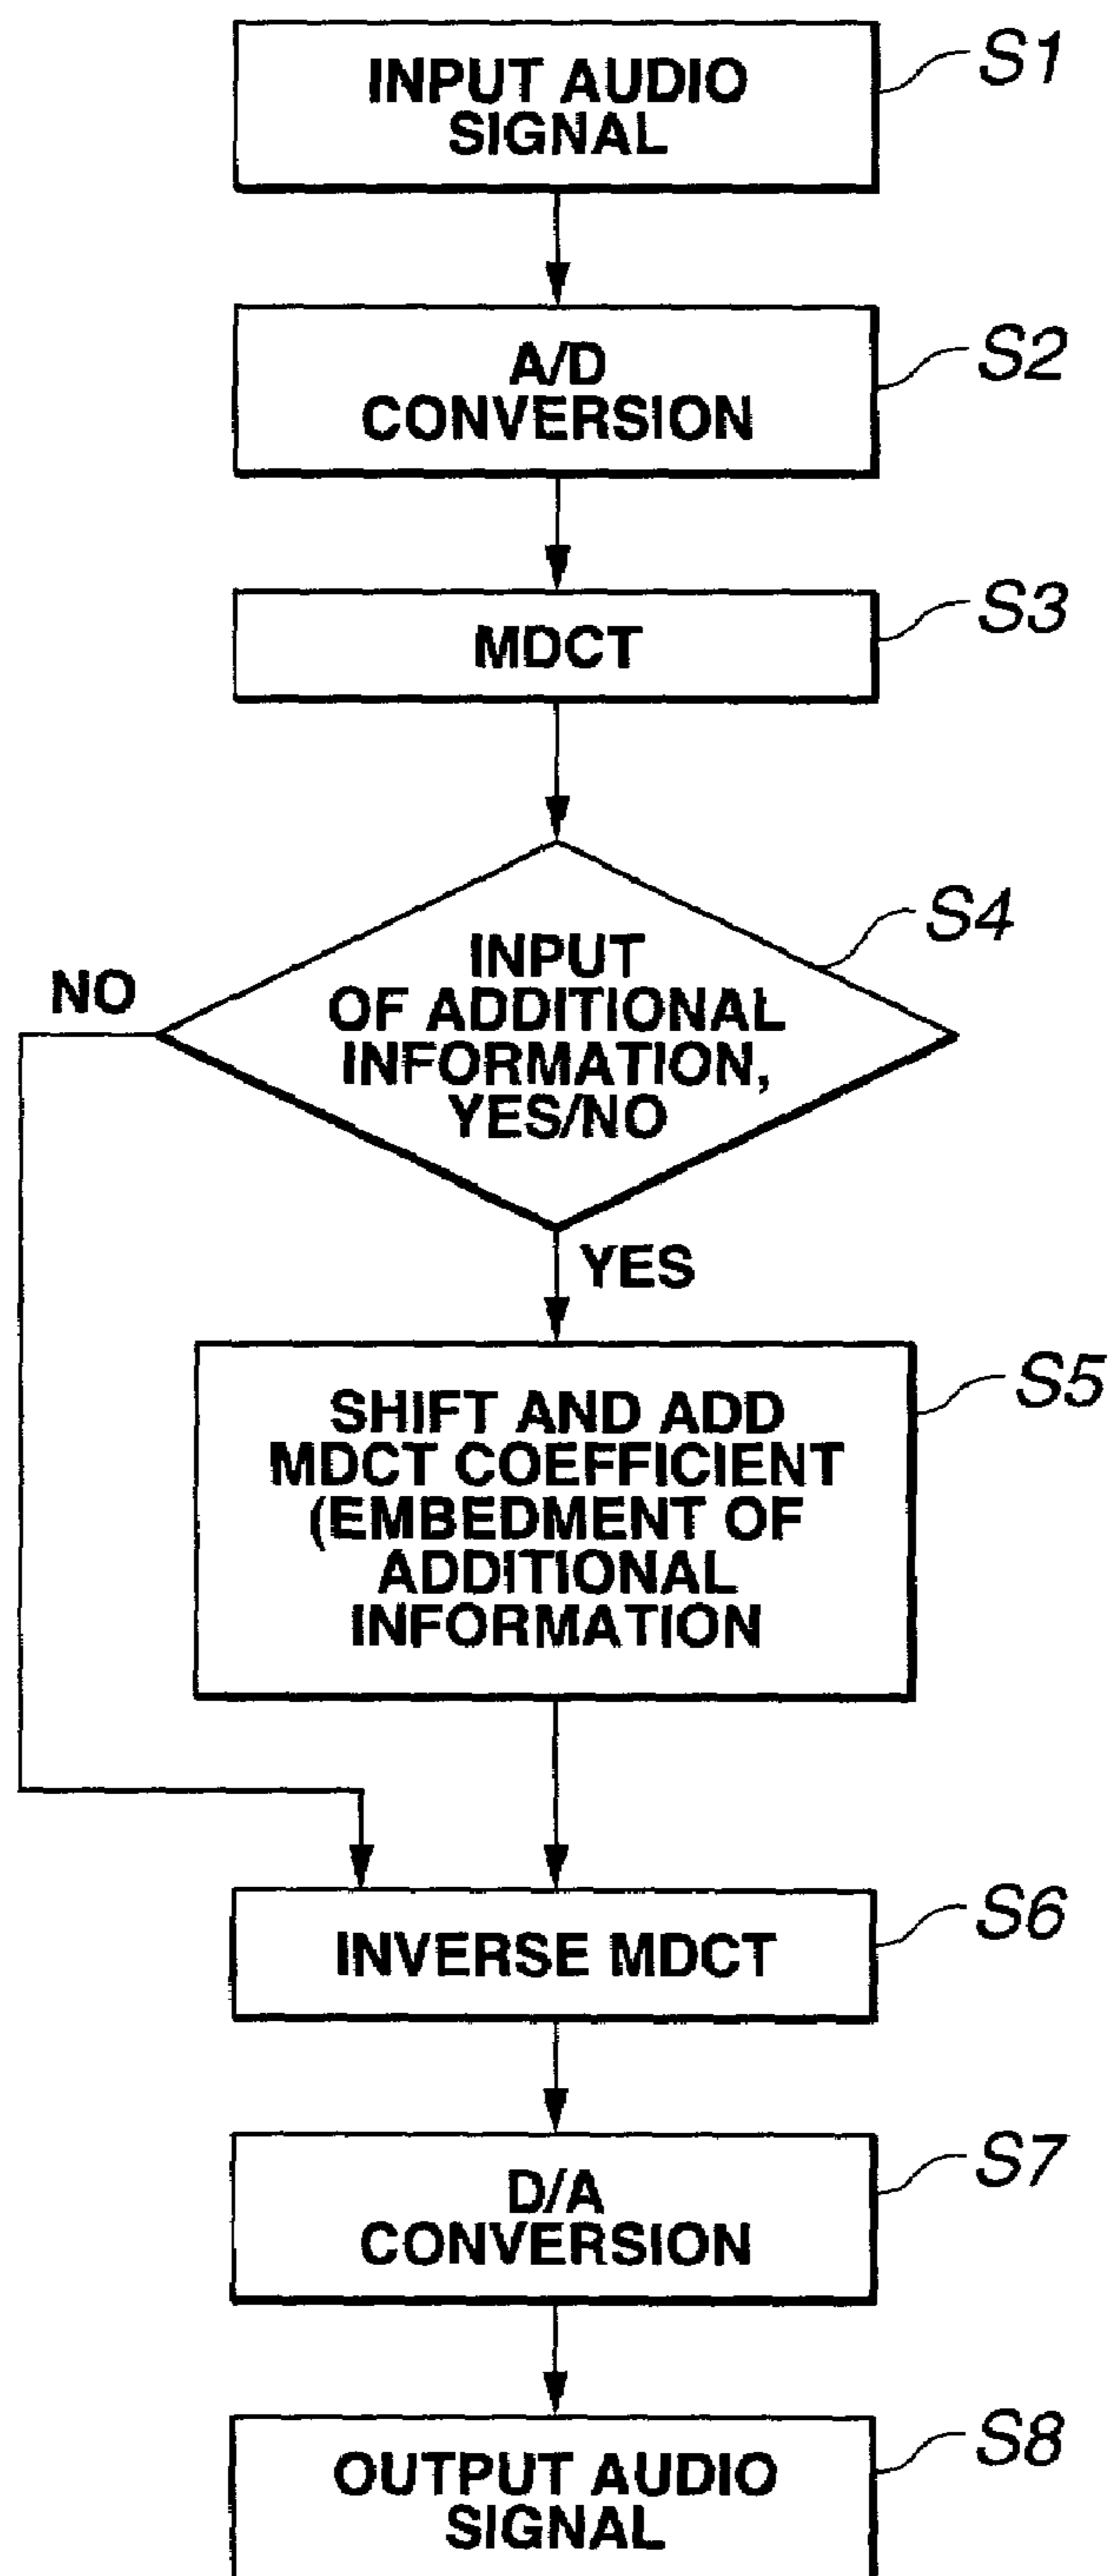 INPUT AUDIO
SIGNAL
S1
A/D
CONVERSION
S2
MDCT
S3
INPUT
OF ADDITIONAL
INFORMATION,
YES/NO
S4
NO
YES
SHIFT AND ADD
MDCT COEFFICIENT
(EMBEDMENT OF
ADDITIONAL
INFORMATION
S5
INVERSE MDCT
S6
D/A
CONVERSION
S7
OUTPUT AUDIO
SIGNAL
S8